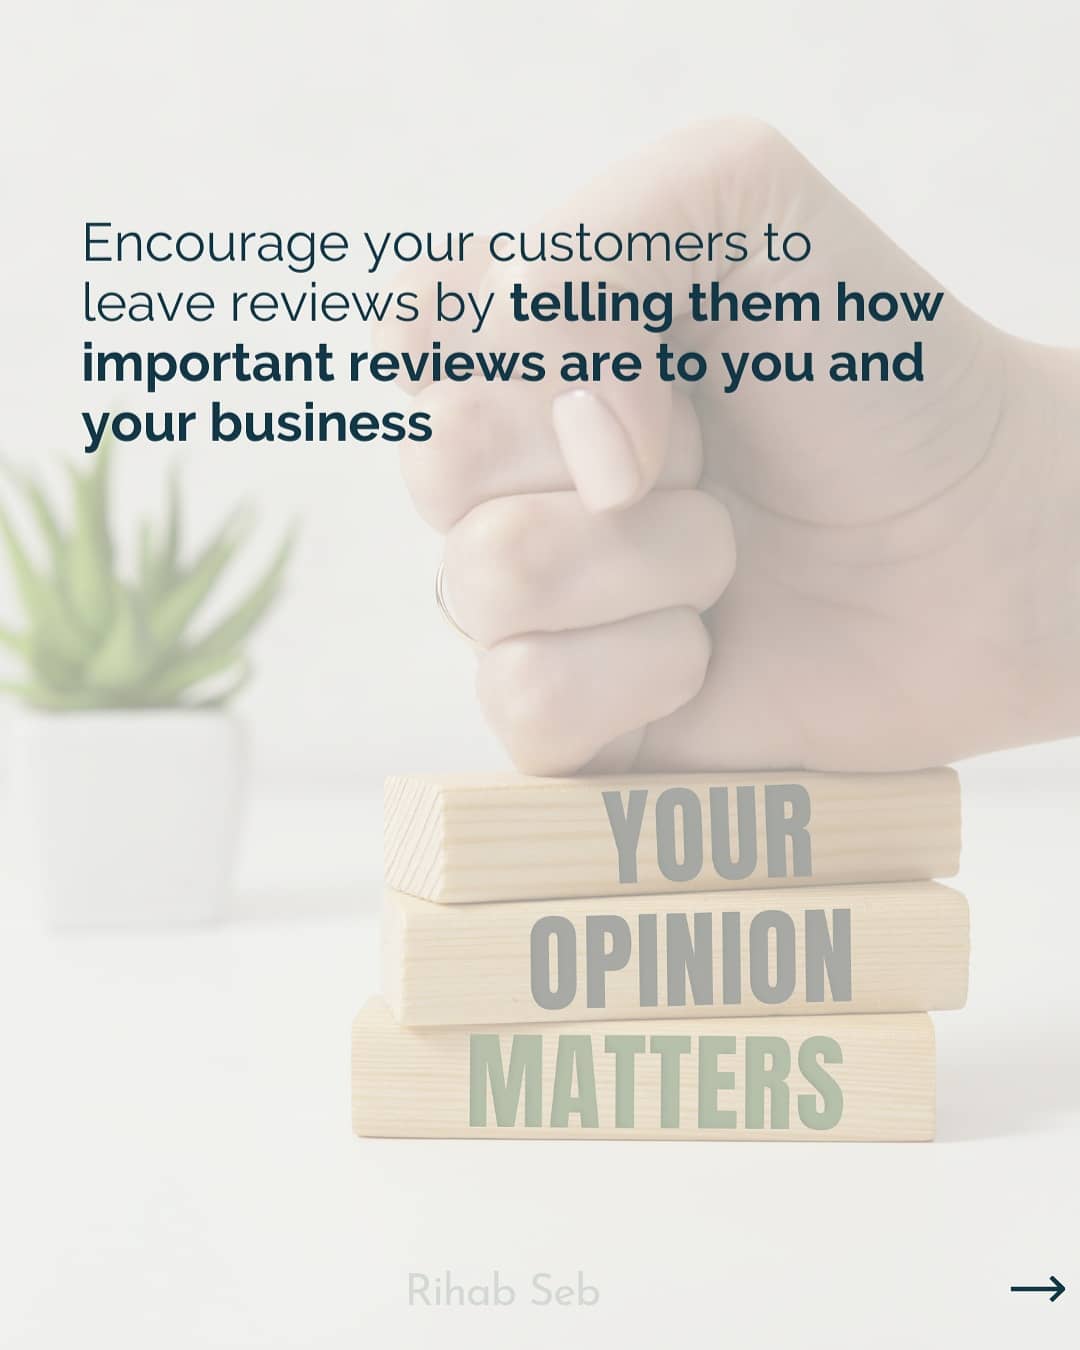 Encourage your customers to
leave reviews by telling them how
important reviews are to you and
your business
YOUR
OPINION
MATTERS
Rihab Seb